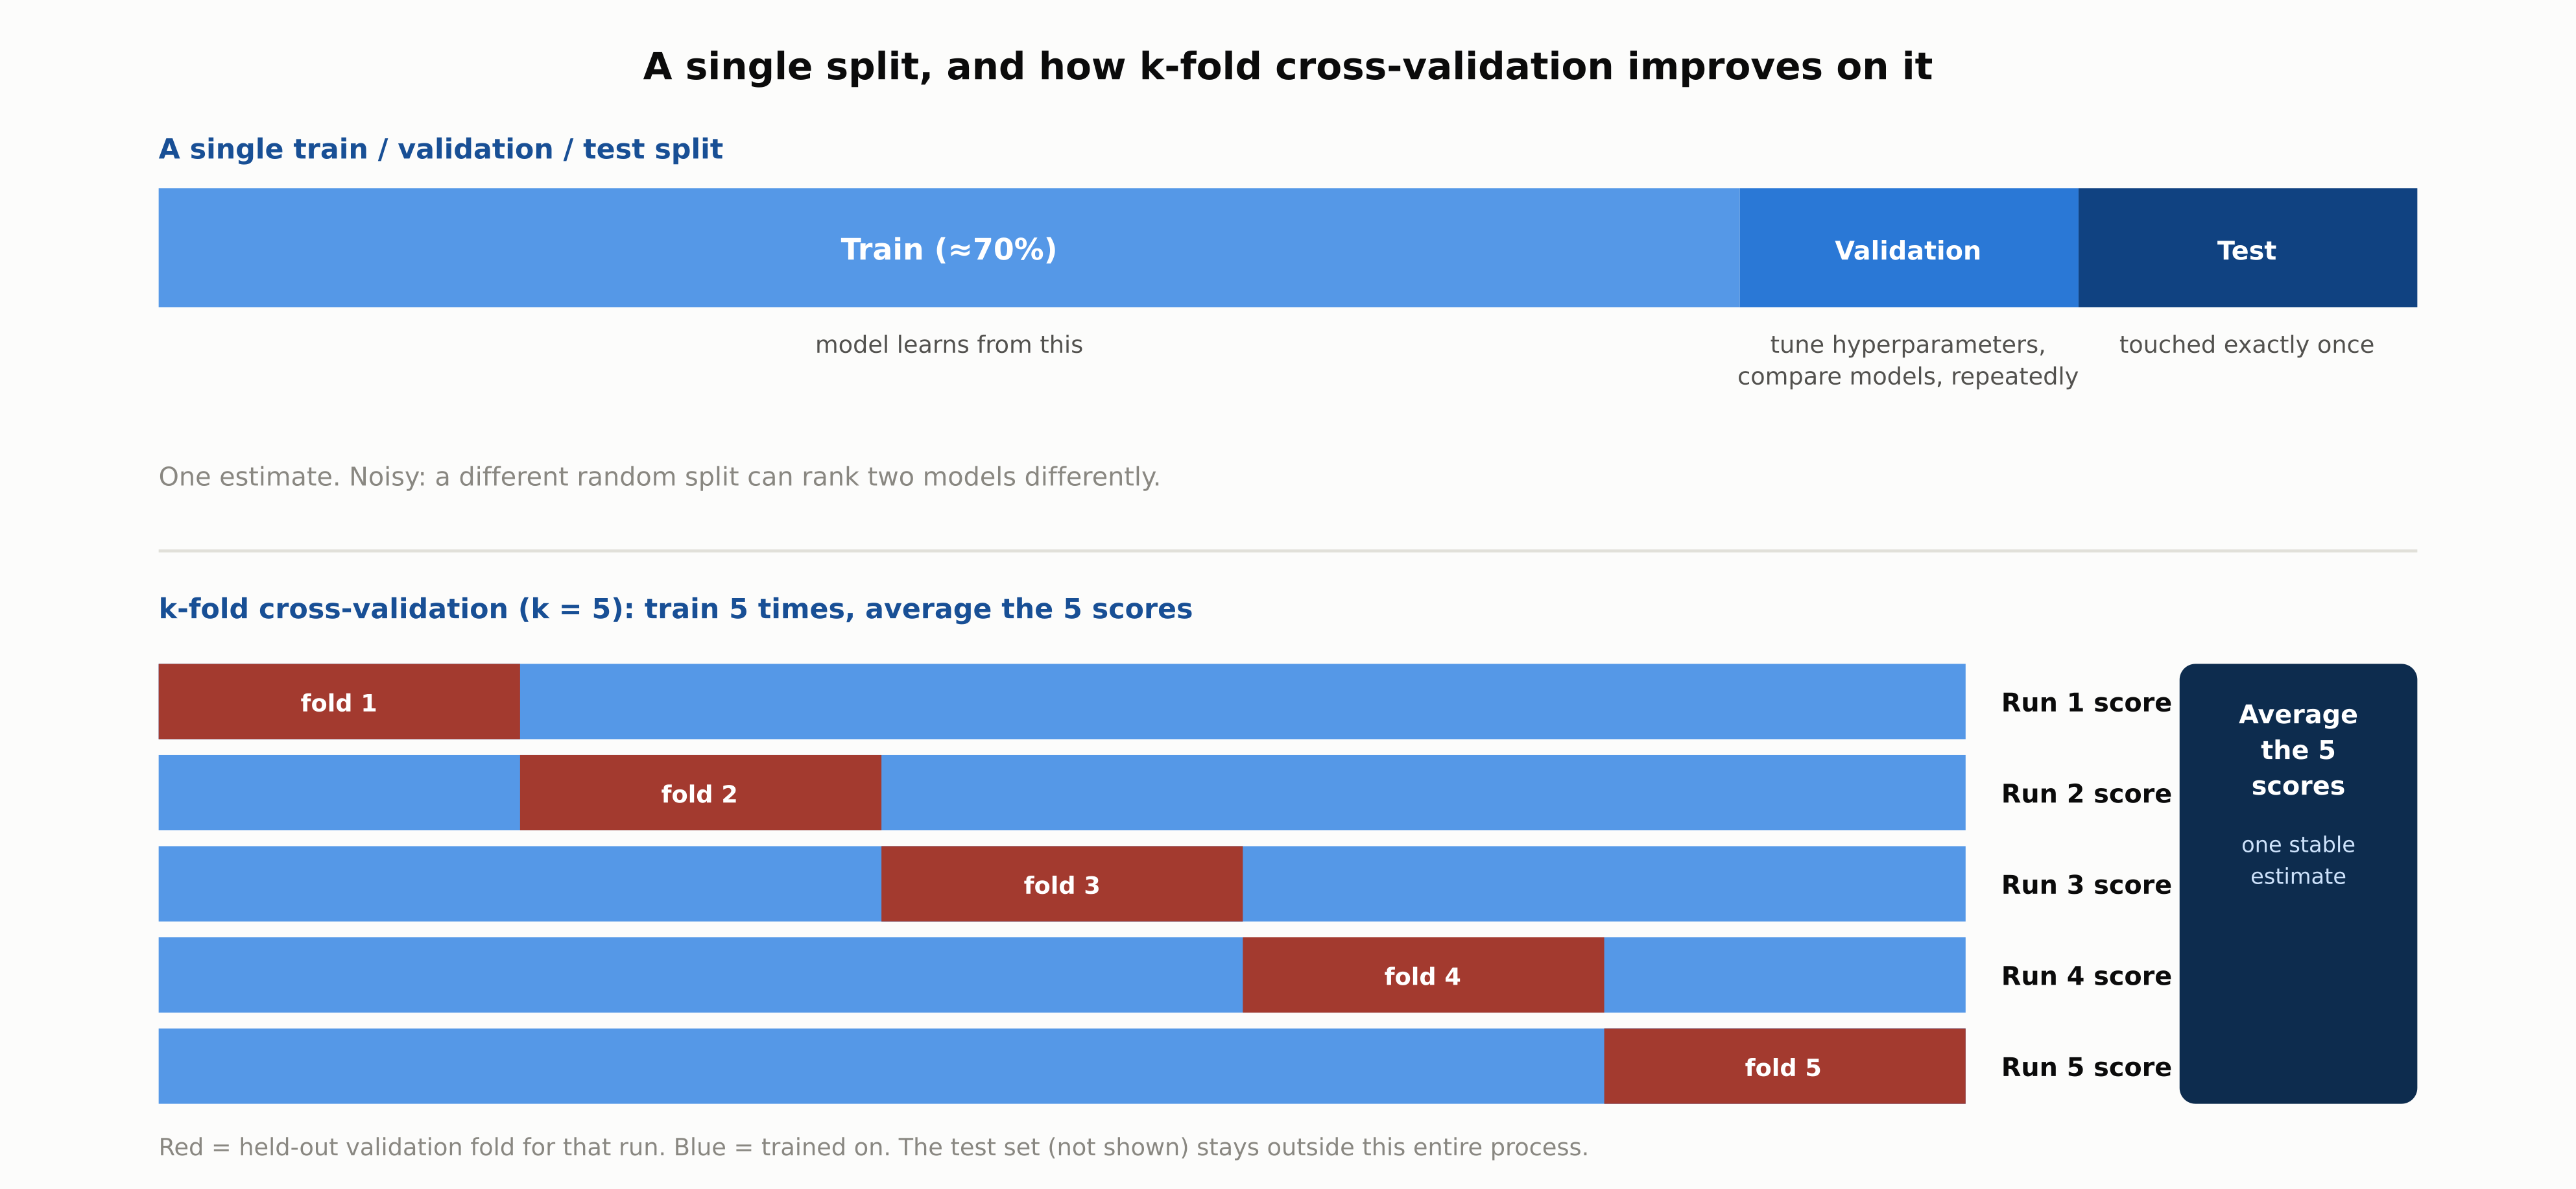 A single split, and how k-fold cross-validation improves on it
A single train / validation / test split
Train (≈70%)
Validation
Test
model learns from this
tune hyperparameters,
compare models, repeatedly
touched exactly once
One estimate. Noisy: a different random split can rank two models differently.
k-fold cross-validation (k = 5): train 5 times, average the 5 scores
fold 1
Run 1 score
fold 2
Run 2 score
fold 3
Run 3 score
fold 4
Run 4 score
fold 5
Run 5 score
Average
the 5
scores
one stable
estimate
Red = held-out validation fold for that run. Blue = trained on. The test set (not shown) stays outside this entire process.